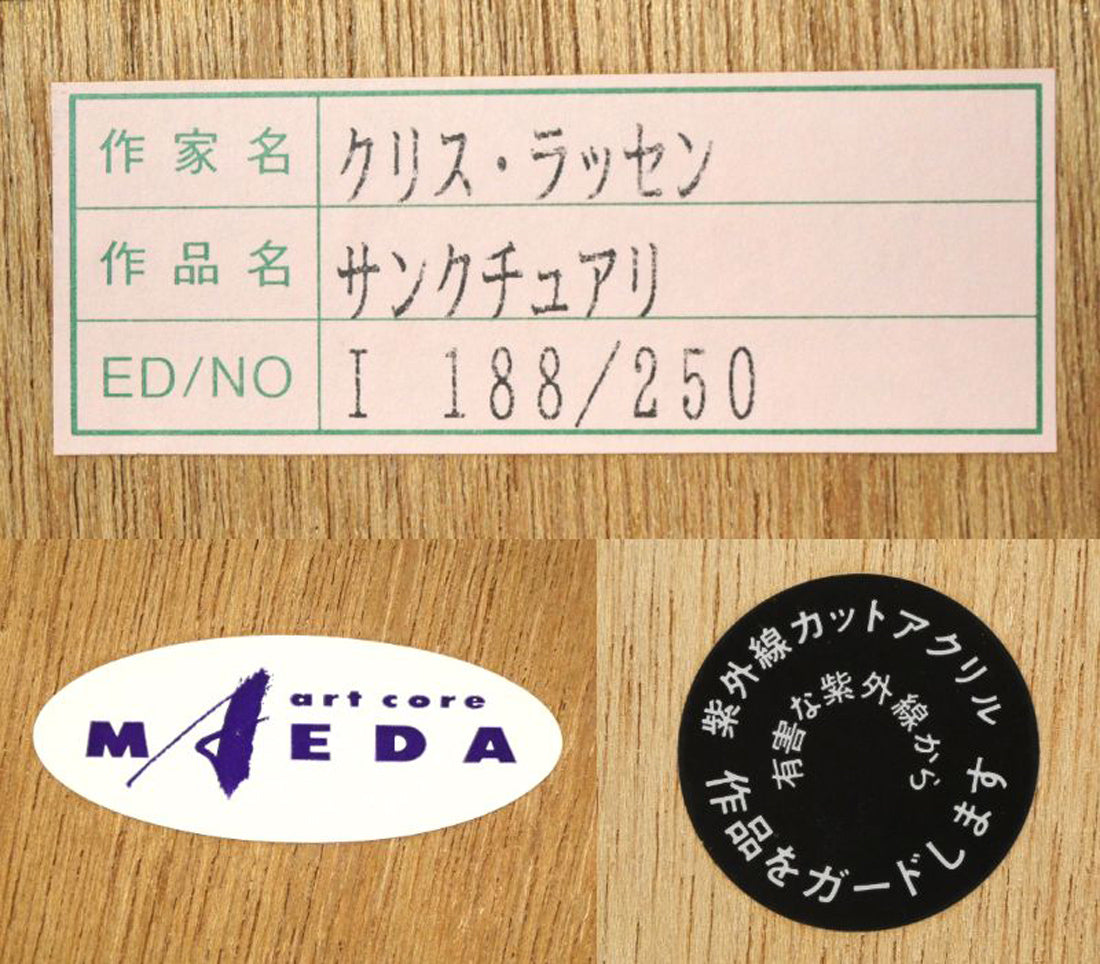 作家名 クリス・ラッセン
作品名 サンクチュアリ
ED/NO I 188/250
art core
MAEDA
紫外線カットアクリル
有害な紫外線から
作品をガードします